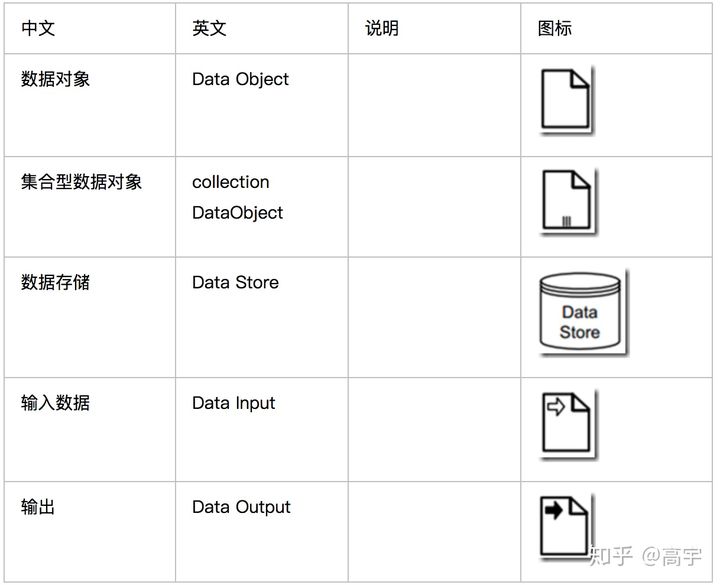 中文 英文 说明 图标
数据对象 Data Object
集合型数据对象 collection
DataObject
数据存储 Data Store
Data
Store
输入数据 Data Input
输出 Data Output
知乎 @高宇